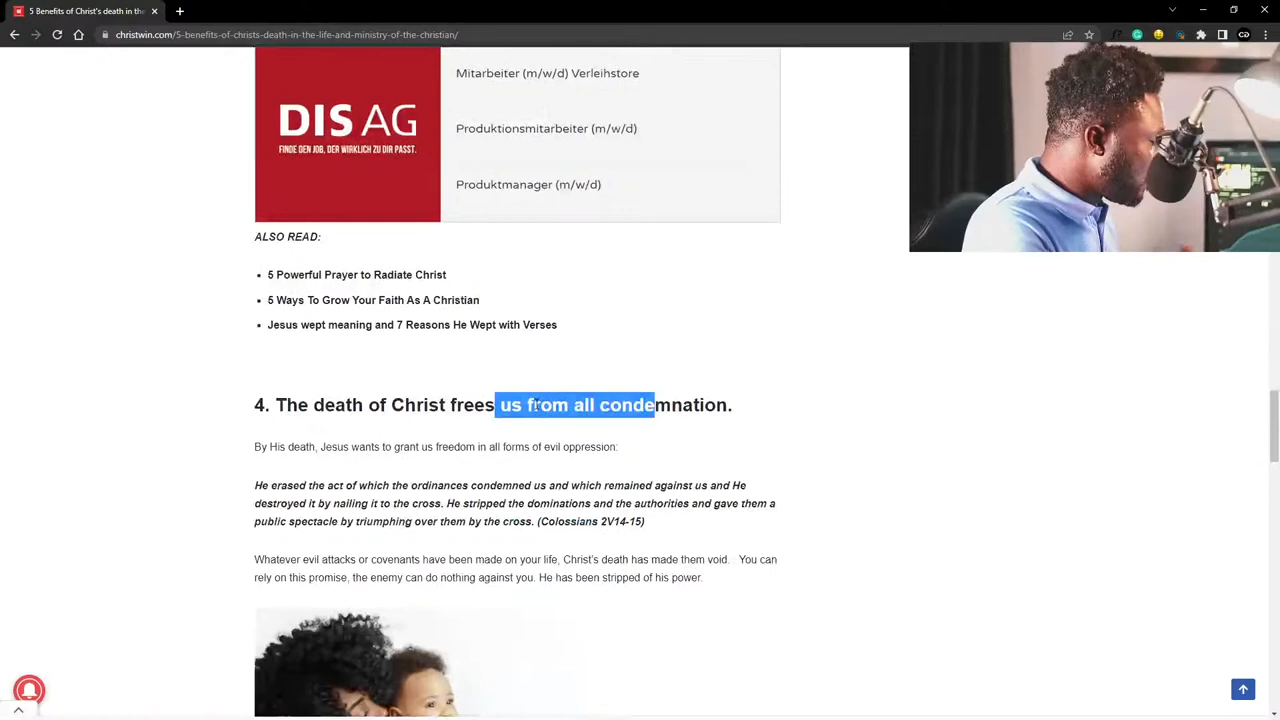 5 Benefits of Christ's death in the
christwin.com/5-benefits-of-christs-death-in-the-life-and-ministry-of-the-christian/
DIS AG
FINDE DEN JOB, DER WIRKLICH ZU DIR PASST.
Mitarbeiter (m/w/d) Verleihstore
Produktionsmitarbeiter (m/w/d)
Produktmanager (m/w/d)
ALSO READ:
• 5 Powerful Prayer to Radiate Christ
• 5 Ways To Grow Your Faith As A Christian
• Jesus wept meaning and 7 Reasons He Wept with Verses
4. The death of Christ frees us from all condemnation.
By His death, Jesus wants to grant us freedom in all forms of evil oppression:
He erased the act of which the ordinances condemned us and which remained against us and He
destroyed it by nailing it to the cross. He stripped the dominations and the authorities and gave them a
public spectacle by triumphing over them by the cross. (Colossians 2V14-15)
Whatever evil attacks or covenants have been made on your life, Christ's death has made them void. You can
rely on this promise, the enemy can do nothing against you. He has been stripped of his power.